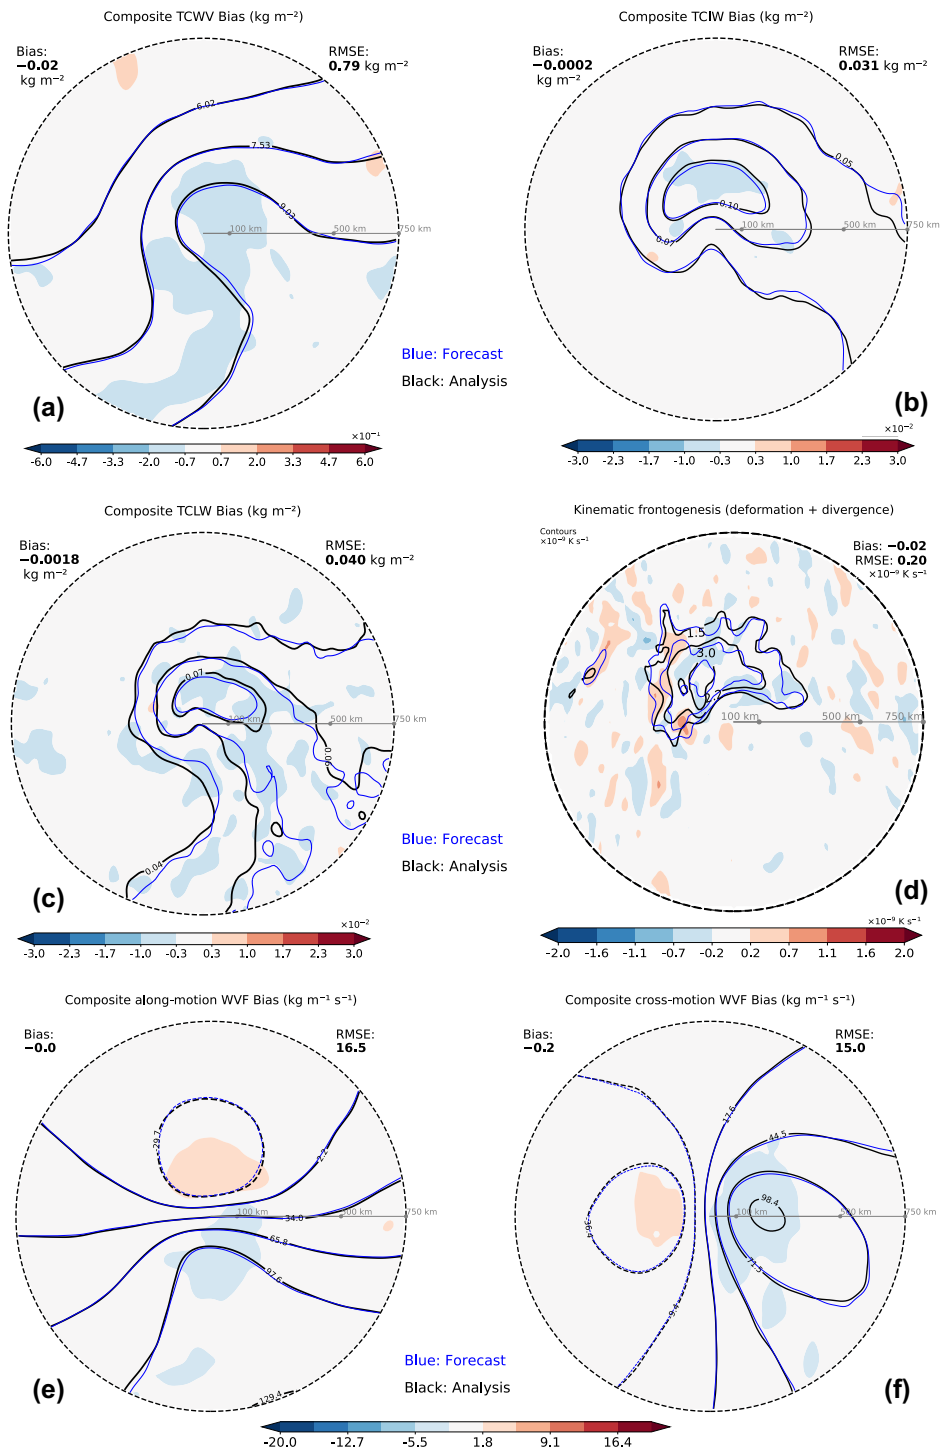 Composite TCWV Bias (kg m⁻²)
Bias:
−0.02
kg m⁻²
RMSE:
0.79 kg m⁻²
6.02
7.53
9.03
100 km
500 km
750 km
Blue: Forecast
Black: Analysis
(a)
×10⁻¹
-6.0 -4.7 -3.3 -2.0 -0.7 0.7 2.0 3.3 4.7 6.0
Composite TCIW Bias (kg m⁻²)
Bias:
−0.0002
kg m⁻²
RMSE:
0.031 kg m⁻²
0.05
0.10
0.07
100 km
500 km
750 km
(b)
×10⁻²
-3.0 -2.3 -1.7 -1.0 -0.3 0.3 1.0 1.7 2.3 3.0
Composite TCLW Bias (kg m⁻²)
Bias:
−0.0018
kg m⁻²
RMSE:
0.040 kg m⁻²
0.07
100 km
500 km
750 km
0.04
Blue: Forecast
Black: Analysis
(c)
×10⁻²
-3.0 -2.3 -1.7 -1.0 -0.3 0.3 1.0 1.7 2.3 3.0
Kinematic frontogenesis (deformation + divergence)
Contours
×10⁻⁹ K s⁻¹
Bias: −0.02
RMSE: 0.20
×10⁻⁹ K s⁻¹
1.5
3.0
2.2
100 km
500 km
750 km
(d)
×10⁻⁹ K s⁻¹
-2.0 -1.6 -1.1 -0.7 -0.2 0.2 0.7 1.1 1.6 2.0
Composite along-motion WVF Bias (kg m⁻¹ s⁻¹)
Bias:
−0.0
RMSE:
16.5
-29.7
2.2
100 km
500 km
750 km
34.0
65.8
97.6
129.4
(e)
Blue: Forecast
Black: Analysis
Composite cross-motion WVF Bias (kg m⁻¹ s⁻¹)
Bias:
−0.2
RMSE:
15.0
17.6
44.5
98.4
100 km
500 km
750 km
-36.4
71.5
-9.4
(f)
-20.0 -12.7 -5.5 1.8 9.1 16.4